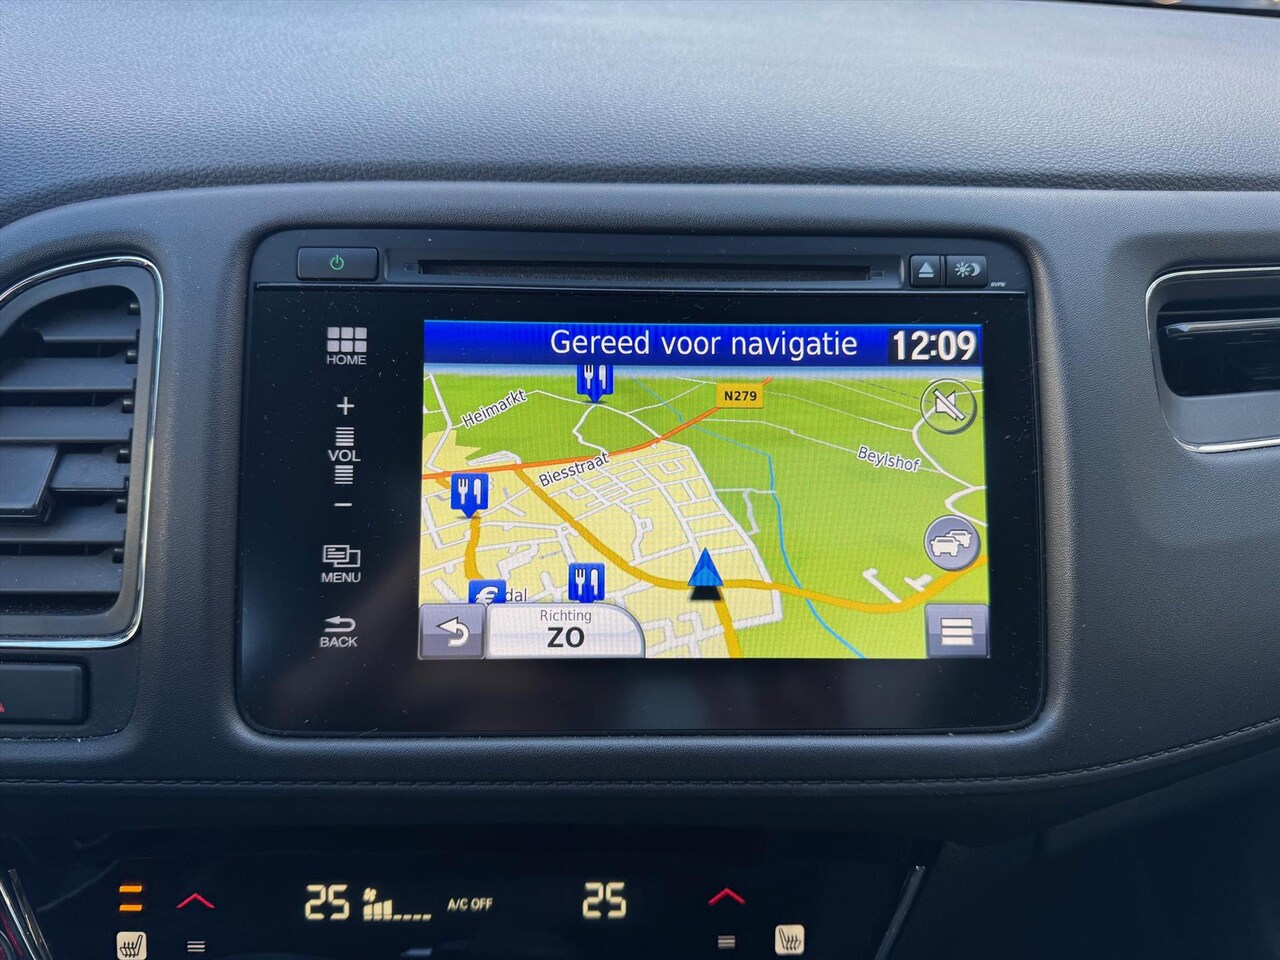 HOME
VOL
MENU
BACK
Gereed voor navigatie
12:09
Heimarkt
N279
Biesstraat
Beylshof
dal
Richting
ZO
25
A/C OFF
25